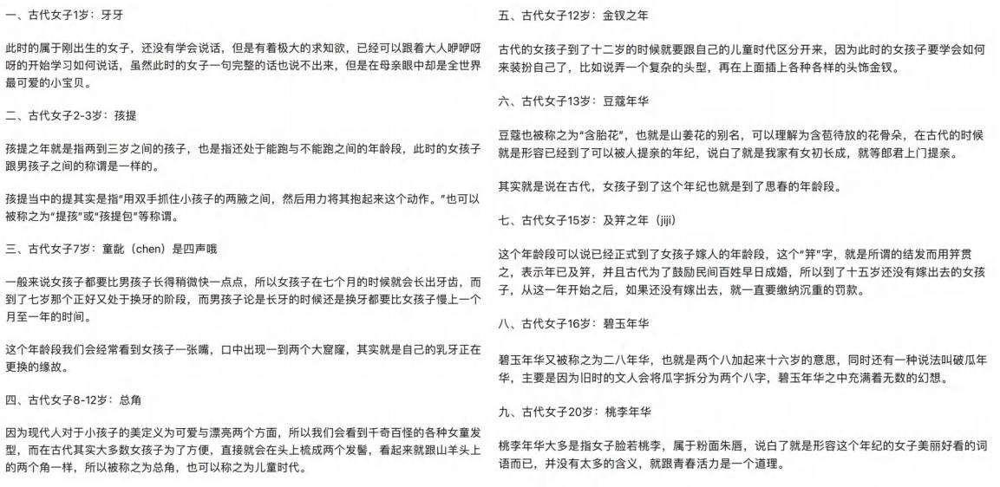 一、古代女子1岁：牙牙
此时的属于刚出生的女子，还没有学会说话，但是有着极大的求知欲，已经可以跟着大人咿咿呀
呀的开始学习如何说话，虽然此时的女子一句完整的话也说不出来，但是在母亲眼中却是全世界
最可爱的小宝贝。
二、古代女子2-3岁：孩提
孩提之年就是指两到三岁之间的孩子，也是指还处于能跑与不能跑之间的年龄段，此时的女孩子
跟男孩子之间的称谓是一样的。
孩提当中的提其实是指“用双手抓住小孩子的两腋之间，然后用力将其抱起来这个动作。”也可以
被称之为“提孩”或“孩提包”等称谓。
三、古代女子7岁：童龀（chen）是四声哦
一般来说女孩子都要比男孩子长得稍微快一点点，所以女孩子在七个月的时候就会长出牙齿，而
到了七岁那个正好又处于换牙的阶段，而男孩子论是长牙的时候还是换牙都要比女孩子慢上一个
月至一年的时间。
这个年龄段我们会经常看到女孩子一张嘴，口中出现一到两个大窟窿，其实就是自己的乳牙正在
更换的缘故。
四、古代女子8-12岁：总角
因为现代人对于小孩子的美定义为可爱与漂亮两个方面，所以我们会看到千奇百怪的各种女童发
型，而在古代其实大多数女孩子为了方便，直接就会在头上梳成两个发髻，看起来就跟山羊头上
的两个角一样，所以被称之为总角，也可以称之为儿童时代。
五、古代女子12岁：金钗之年
古代的女孩子到了十二岁的时候就要跟自己的儿童时代区分开来，因为此时的女孩子要学会如何
来装扮自己了，比如说弄一个复杂的头型，再在上面插上各种各样的头饰金钗。
六、古代女子13岁：豆蔻年华
豆蔻也被称之为“含胎花”，也就是山姜花的别名，可以理解为含苞待放的花骨朵，在古代的时候
就是形容已经到了可以被人提亲的年纪，说白了就是我家有女初长成，就等郎君上门提亲。
其实就是说在古代，女孩子到了这个年纪也就是到了思春的年龄段。
七、古代女子15岁：及笄之年（jiji）
这个年龄段可以说已经正式到了女孩子嫁人的年龄段，这个“笄”字，就是所谓的结发而用笄贯
之，表示年已及笄，并且古代为了鼓励民间百姓早日成婚，所以到了十五岁还没有嫁出去的女孩
子，从这一年开始之后，如果还没有嫁出去，就一直要缴纳沉重的罚款。
八、古代女子16岁：碧玉年华
碧玉年华又被称之为二八年华，也就是两个八加起来十六岁的意思，同时还有一种说法叫破瓜年
华，主要是因为旧时的文人会将瓜字拆分为两个八字，碧玉年华之中充满着无数的幻想。
九、古代女子20岁：桃李年华
桃李年华大多是指女子脸若桃李，属于粉面朱唇，说白了就是形容这个年纪的女子美丽好看的词
语而已，并没有太多的含义，就跟青春活力是一个道理。